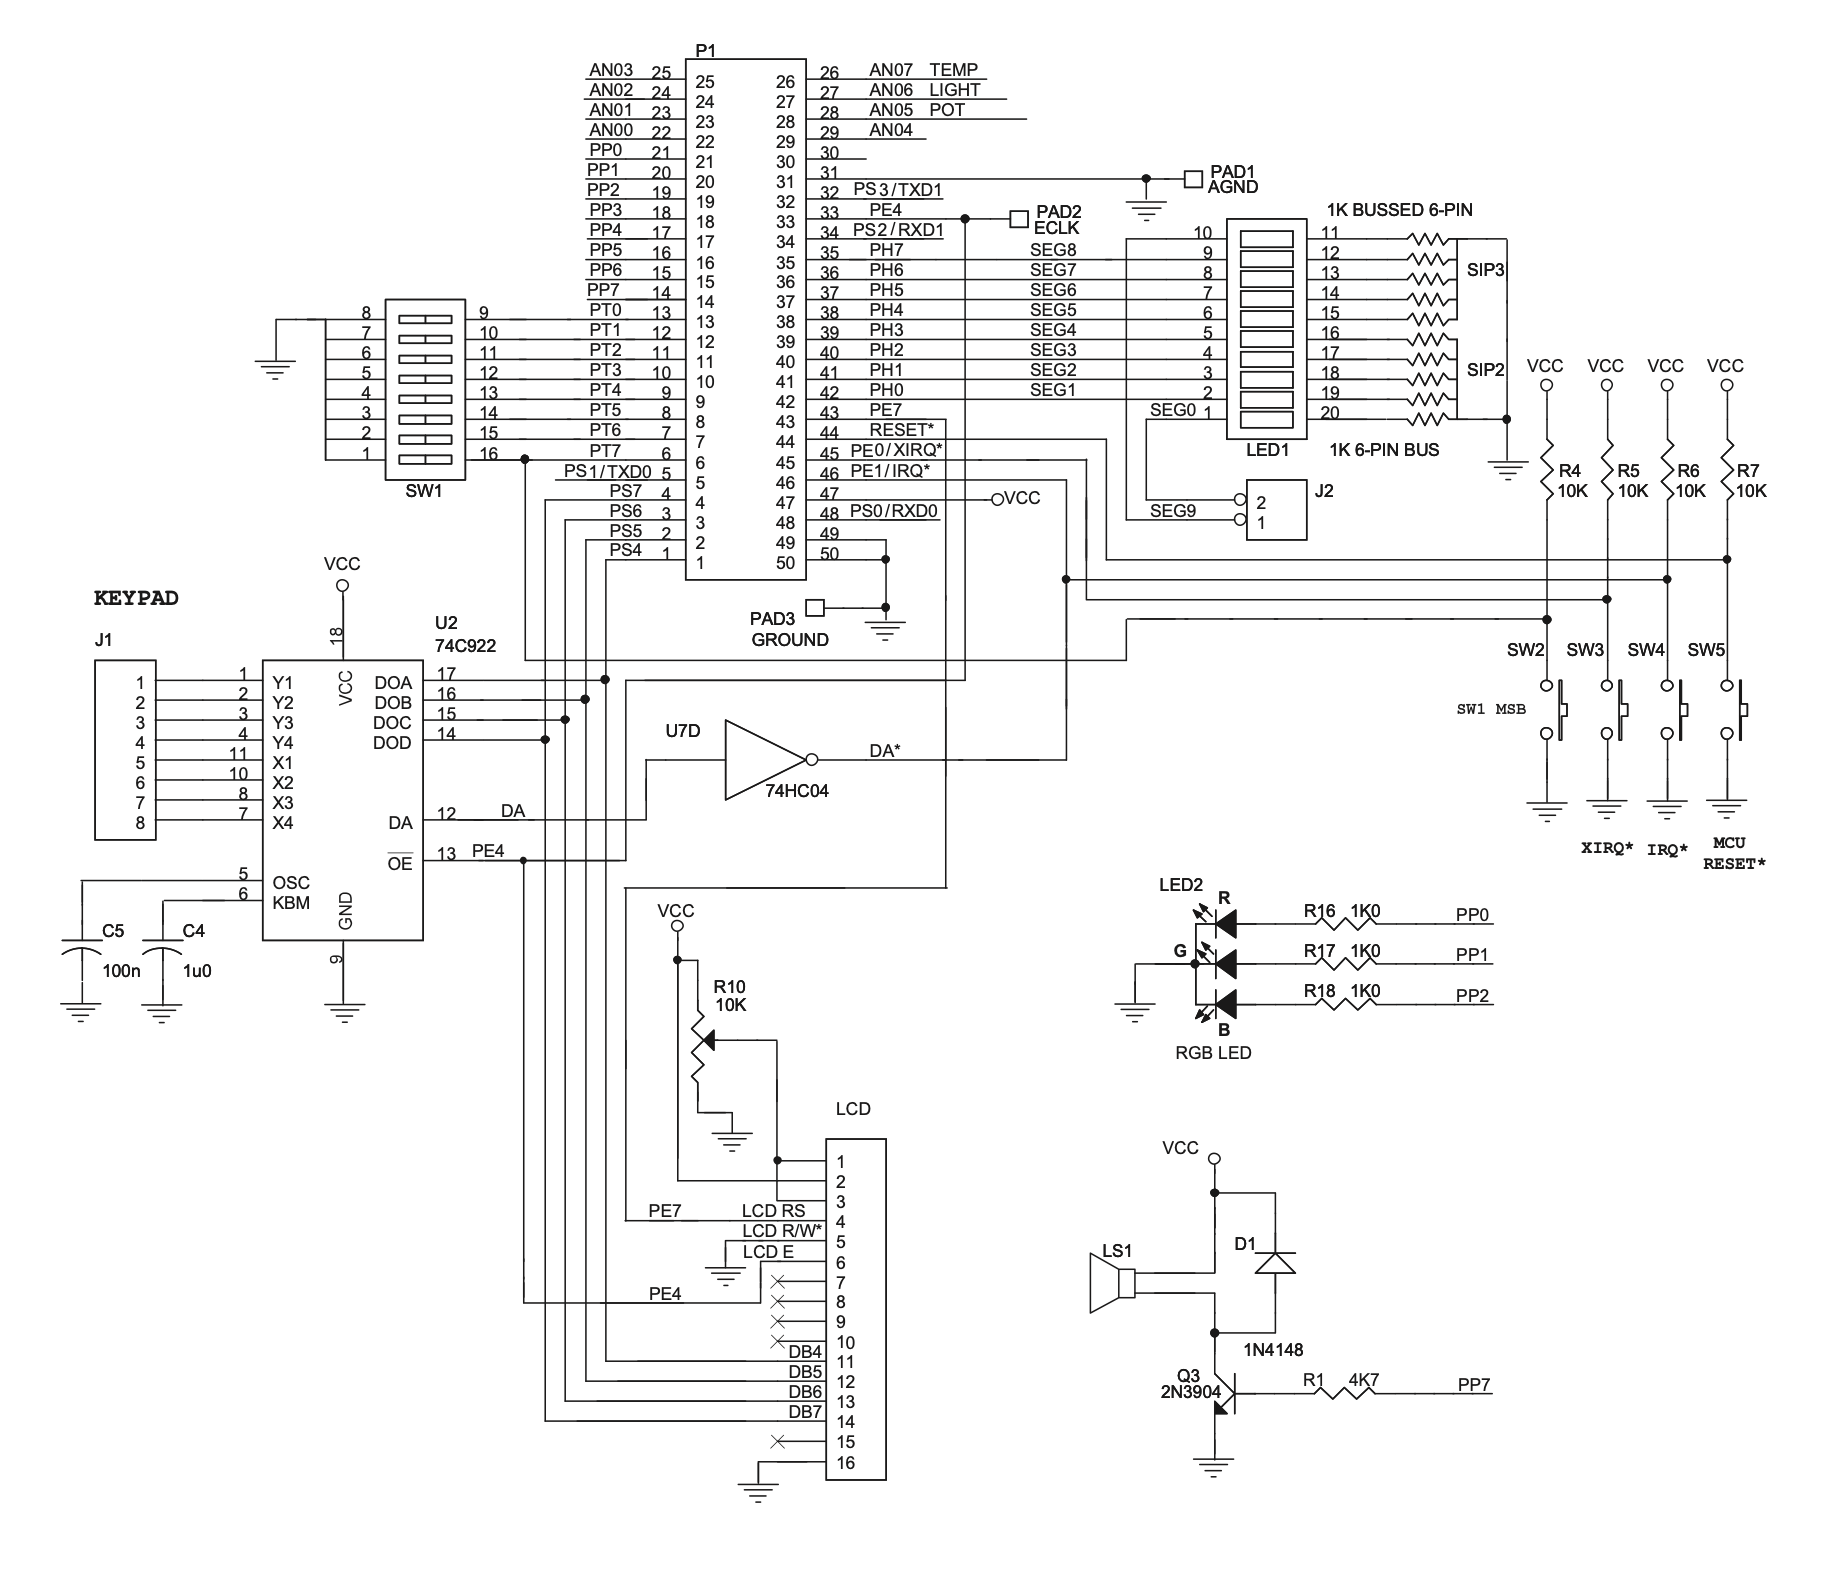 P1
AN03 25 25 26 26 AN07 TEMP
AN02 24 24 27 27 AN06 LIGHT
AN01 23 23 28 28 AN05 POT
AN00 22 22 29 29 AN04
PP0 21 21 30 30
PP1 20 20 31 31
PP2 19 19 32 32 PS3/TXD1
PP3 18 18 33 33 PE4
PP4 17 17 34 34 PS2/RXD1
PP5 16 16 35 35 PH7 SEG8
PP6 15 15 36 36 PH6 SEG7
PP7 14 14 37 37 PH5 SEG6
PT0 13 13 38 38 PH4 SEG5
PT1 12 12 39 39 PH3 SEG4
PT2 11 11 40 40 PH2 SEG3
PT3 10 10 41 41 PH1 SEG2
PT4 9 9 42 42 PH0 SEG1
PT5 8 8 43 43 PE7
PT6 7 7 44 44 RESET*
PT7 6 6 45 45 PE0/XIRQ*
PS1/TXD0 5 5 46 46 PE1/IRQ*
PS7 4 4 47 47 VCC
PS6 3 3 48 48 PS0/RXD0
PS5 2 2 49 49
PS4 1 1 50 50
PAD1
AGND
PAD2
ECLK
PAD3
GROUND
8 9
7 10
6 11
5 12
4 13
3 14
2 15
1 16
SW1
1K BUSSED 6-PIN
10 11
9 12
8 13
7 14
6 15
5 16
4 17
3 18
2 19
SEG0 1 20
SIP3
SIP2
LED1
1K 6-PIN BUS
J2
2
SEG9 1
VCC VCC VCC VCC
R4 R5 R6 R7
10K 10K 10K 10K
SW2 SW3 SW4 SW5
SW1 MSB
XIRQ* IRQ* MCU
RESET*
KEYPAD
J1
VCC
18
U2
74C922
VCC
1 1 Y1 DOA 17
2 2 Y2 DOB 16
3 3 Y3 DOC 15
4 4 Y4 DOD 14
5 11 X1
6 10 X2
7 8 X3
8 7 X4 DA 12 DA
OE 13 PE4
5 OSC
6 KBM
GND
9
C5
100n
C4
1u0
U7D
DA*
74HC04
VCC
R10
10K
LCD
1
2
3
PE7 LCD RS 4
LCD R/W* 5
LCD E 6
7
PE4 8
9
10
DB4 11
DB5 12
DB6 13
DB7 14
15
16
LED2
R R16 1K0 PP0
G R17 1K0 PP1
R18 1K0 PP2
B
RGB LED
VCC
LS1
D1
1N4148
Q3
2N3904
R1 4K7 PP7